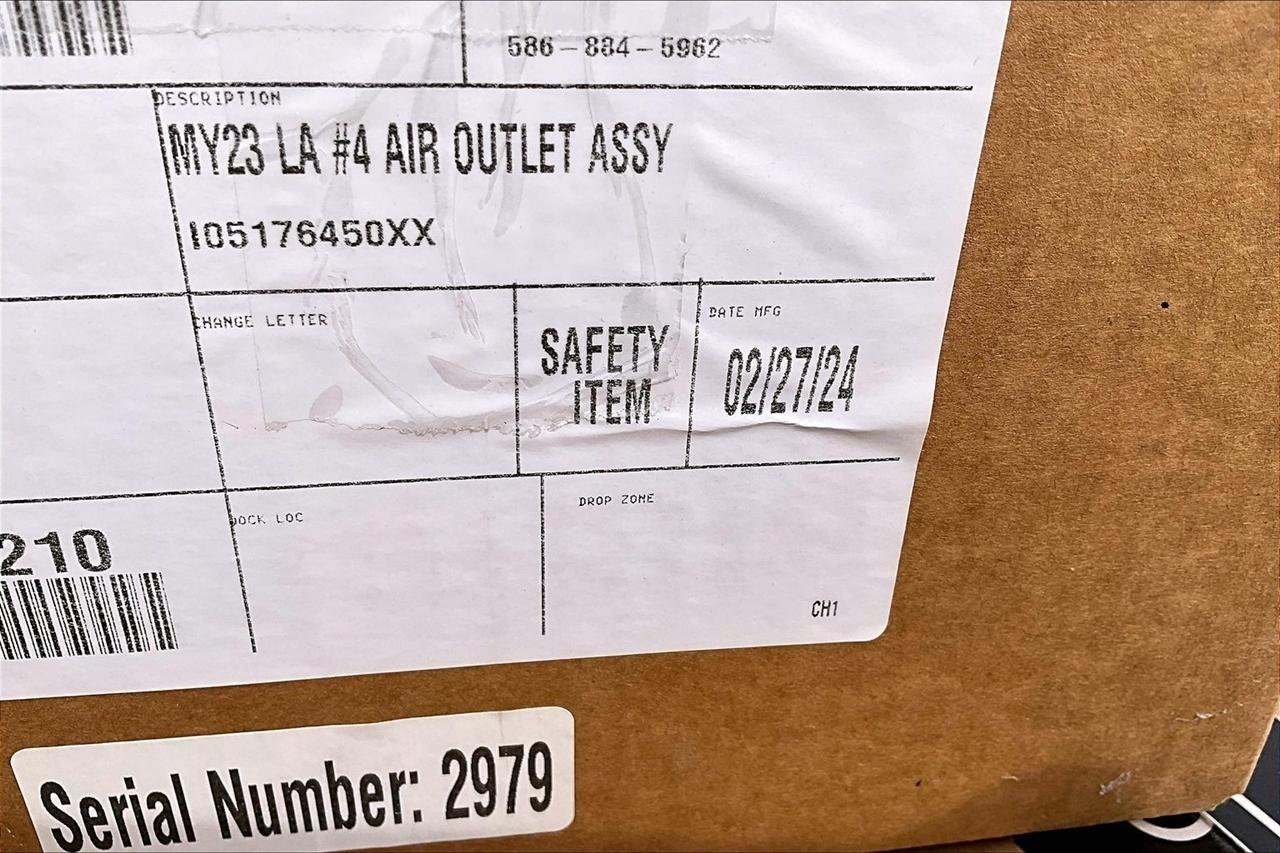 586-884-5962
DESCRIPTION
MY23 LA #4 AIR OUTLET ASSY
I05176450XX
CHANGE LETTER
SAFETY
ITEM
DATE MFG
02/27/24
210
DOCK LOC
DROP ZONE
CH1
Serial Number: 2979